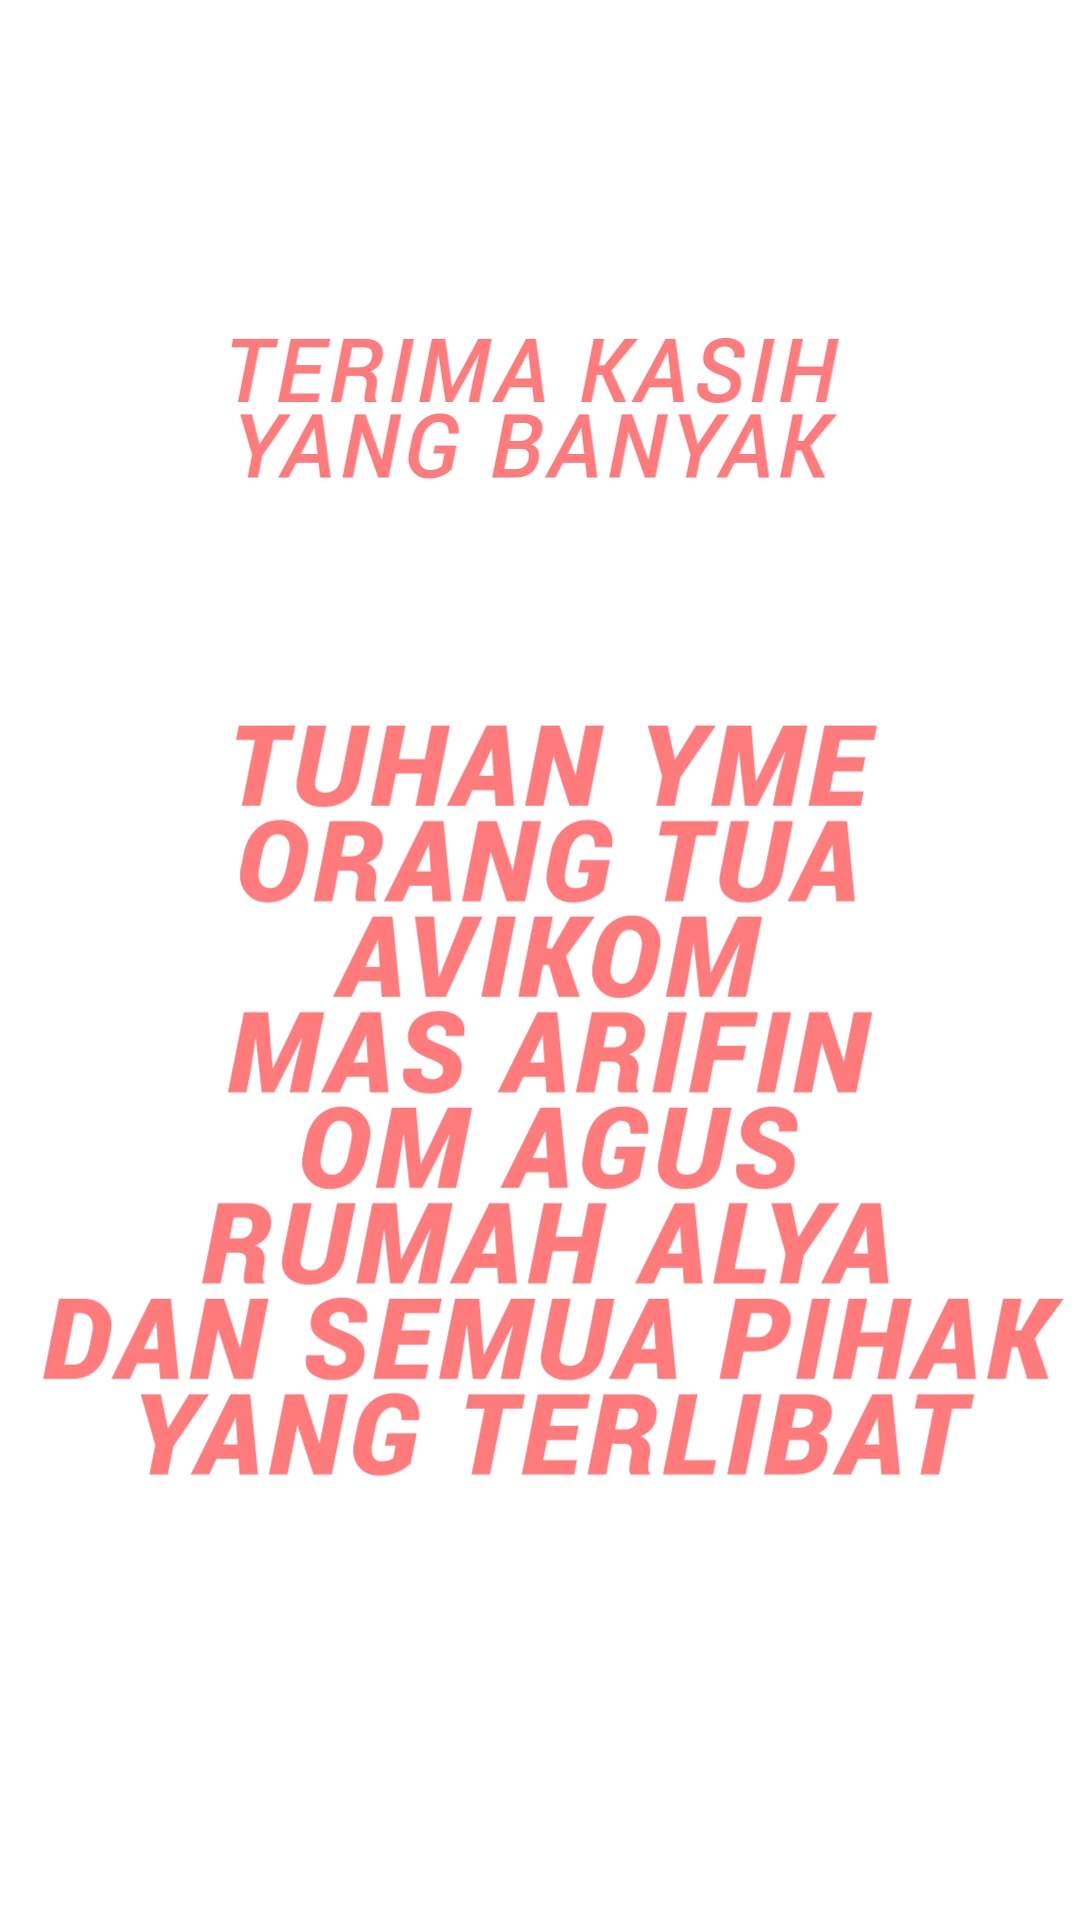 TERIMA KASIH
YANG BANYAK
TUHAN YME
ORANG TUA
AVIKOM
MAS ARIFIN
OM AGUS
RUMAH ALYA
DAN SEMUA PIHAK
YANG TERLIBAT